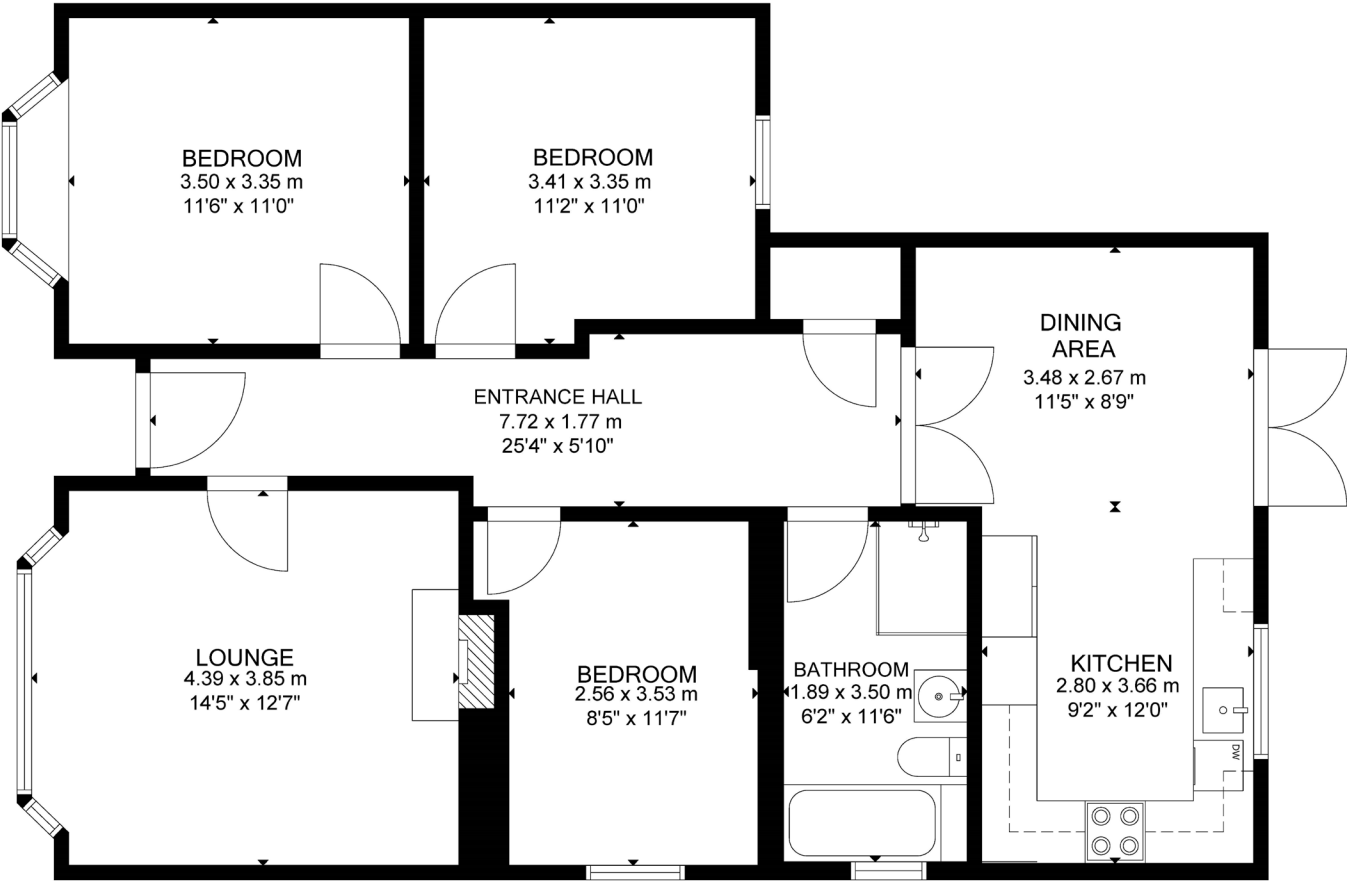 BEDROOM
3.50 x 3.35 m
11'6" x 11'0"
BEDROOM
3.41 x 3.35 m
11'2" x 11'0"
DINING
AREA
3.48 x 2.67 m
11'5" x 8'9"
ENTRANCE HALL
7.72 x 1.77 m
25'4" x 5'10"
LOUNGE
4.39 x 3.85 m
14'5" x 12'7"
BEDROOM
2.56 x 3.53 m
8'5" x 11'7"
BATHROOM
1.89 x 3.50 m
6'2" x 11'6"
KITCHEN
2.80 x 3.66 m
9'2" x 12'0"
DW